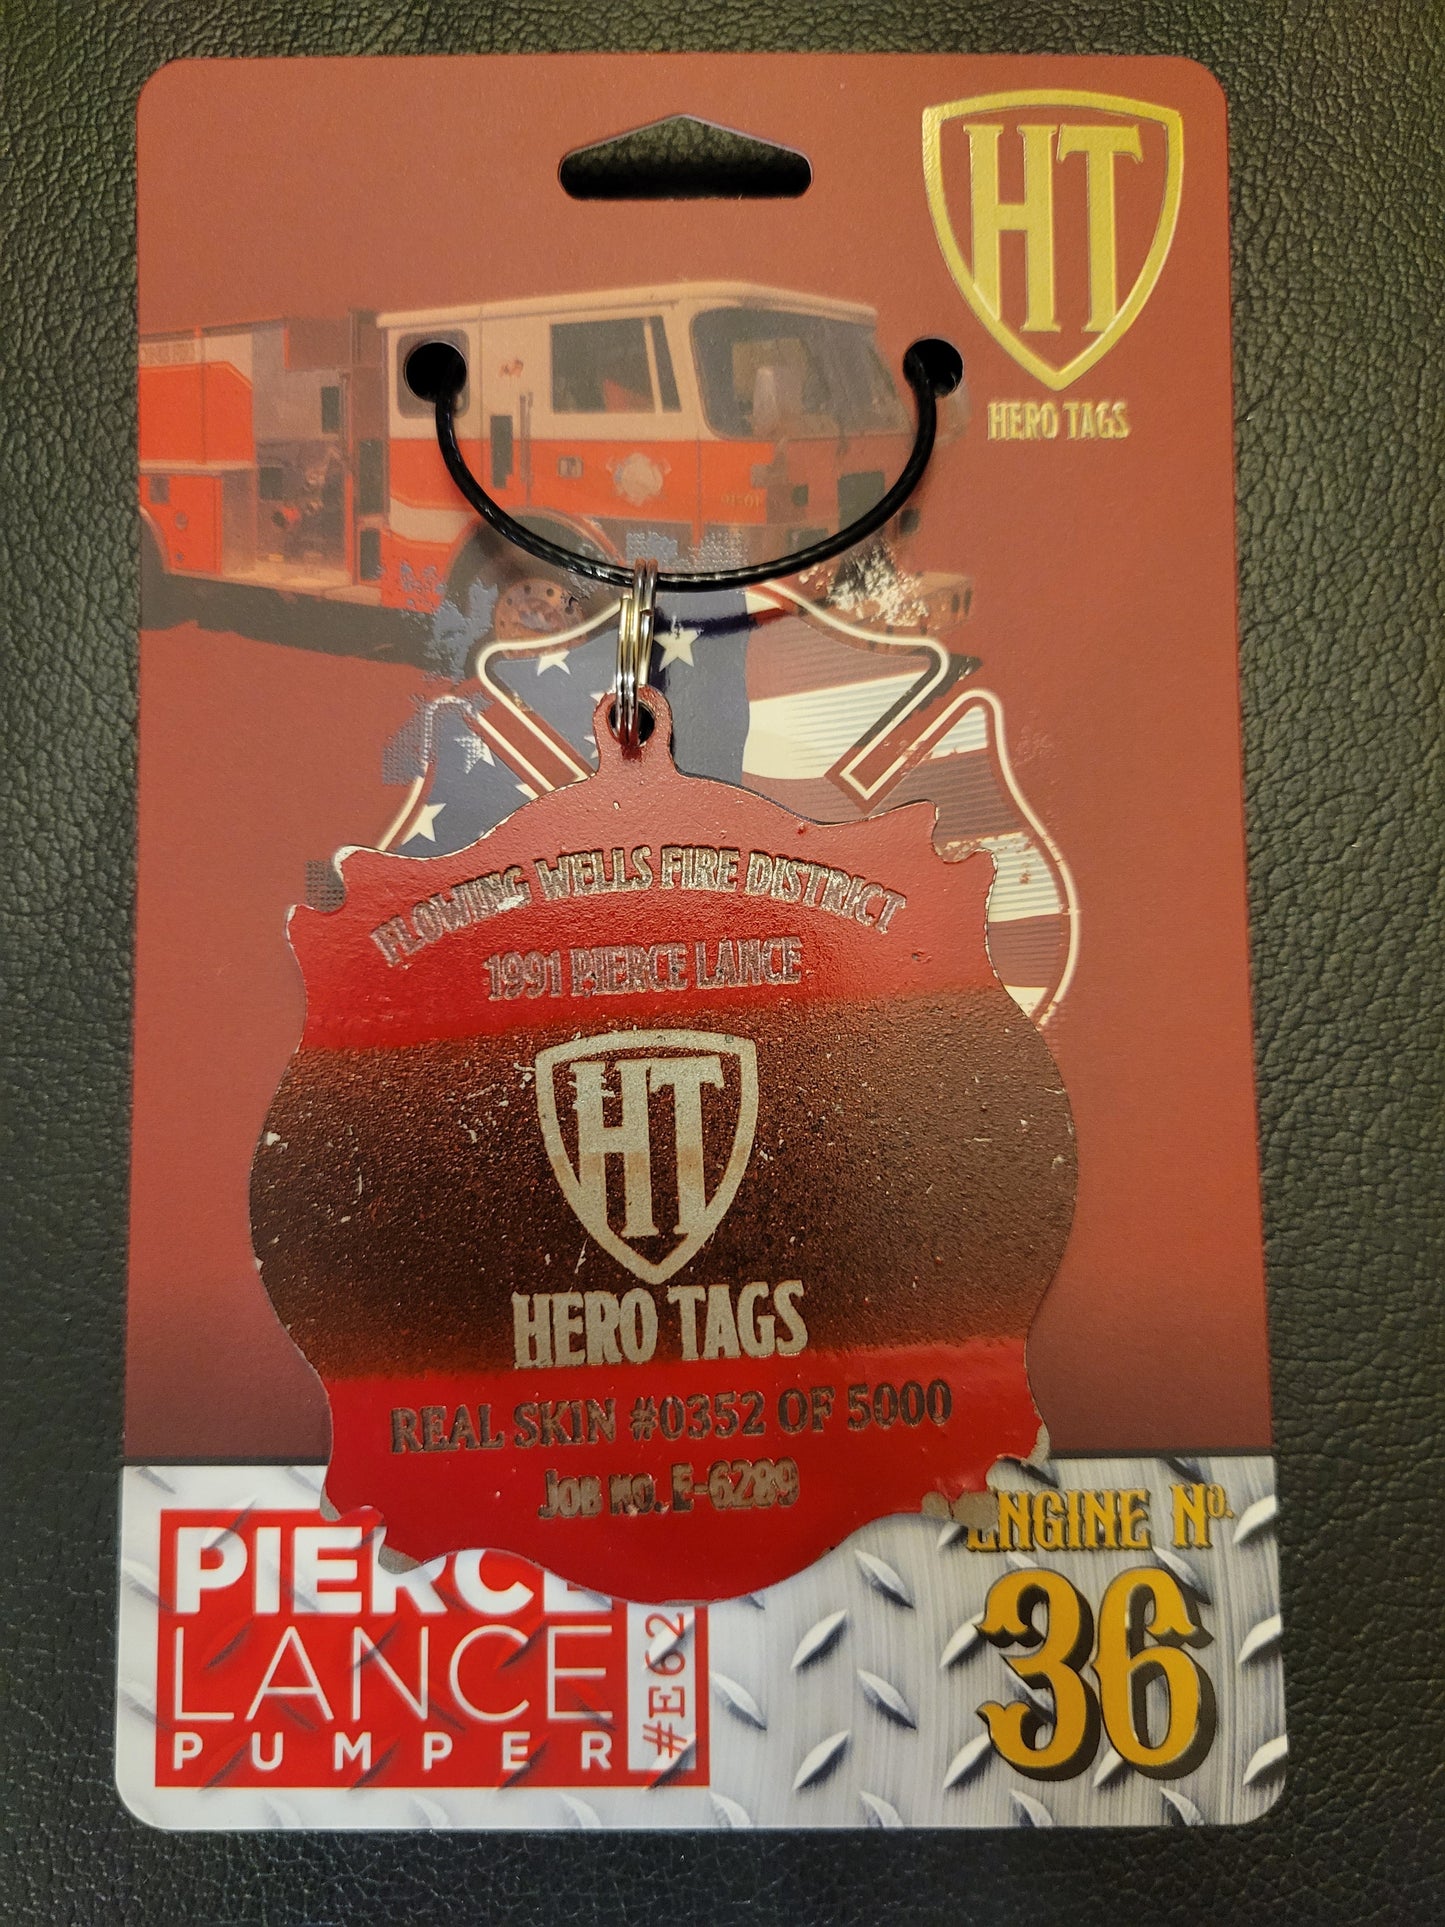 HT
HERO TAGS
91501
FLOWING WELLS FIRE DISTRICT
1991 PIERCE LANCE
HT
HERO TAGS
REAL SKIN #0352 OF 5000
JOB NO. E-6289
PIERCE
LANCE
PUMPER
#E62
ENGINE NO.
36